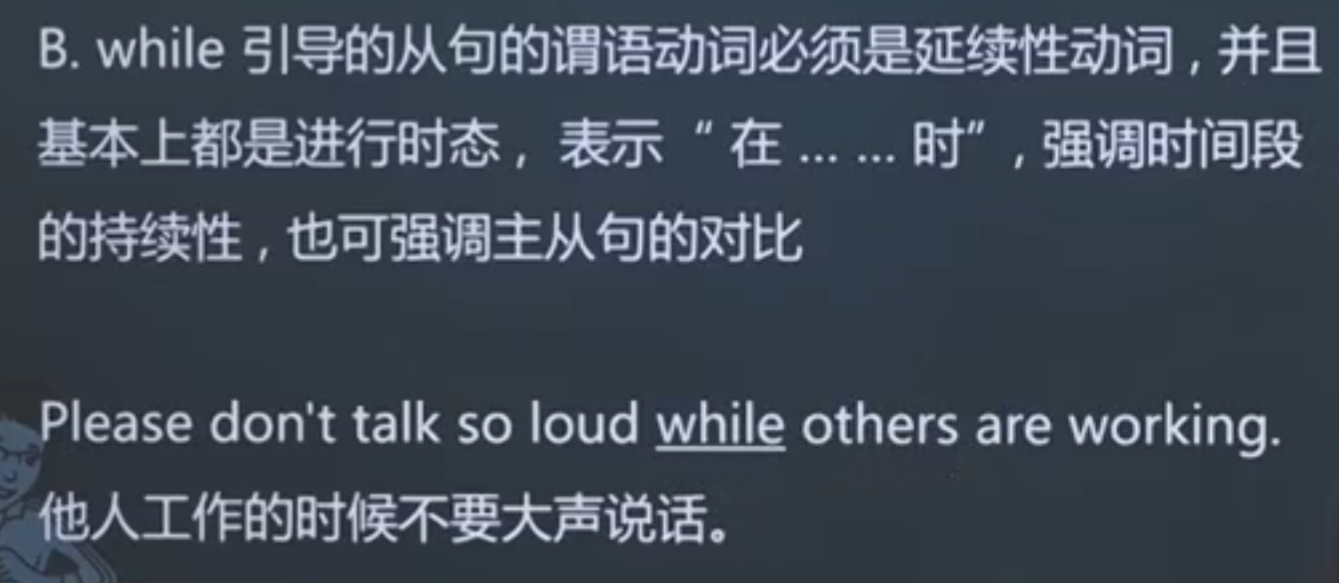 B. while 引导的从句的谓语动词必须是延续性动词，并且
基本上都是进行时态， 表示 “ 在 ... ... 时” ，强调时间段
的持续性，也可强调主从句的对比
Please don't talk so loud while others are working.
他人工作的时候不要大声说话。